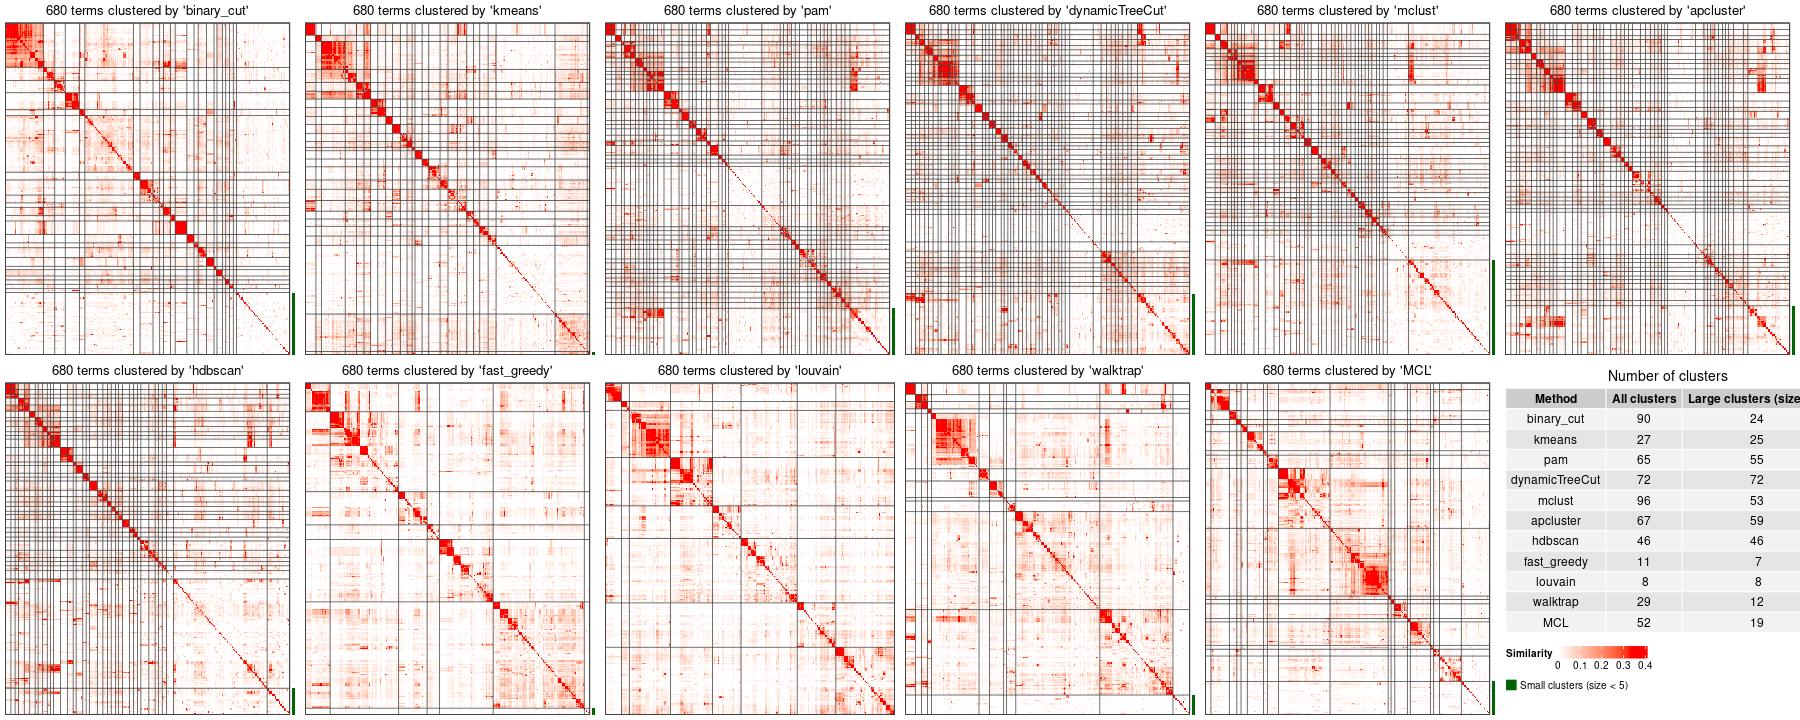 680 terms clustered by 'binary_cut'
680 terms clustered by 'kmeans'
680 terms clustered by 'pam'
680 terms clustered by 'dynamicTreeCut'
680 terms clustered by 'mclust'
680 terms clustered by 'apcluster'
680 terms clustered by 'hdbscan'
680 terms clustered by 'fast_greedy'
680 terms clustered by 'louvain'
680 terms clustered by 'walktrap'
680 terms clustered by 'MCL'
Number of clusters
Method All clusters Large clusters (size
binary_cut 90 24
kmeans 27 25
pam 65 55
dynamicTreeCut 72 72
mclust 96 53
apcluster 67 59
hdbscan 46 46
fast_greedy 11 7
louvain 8 8
walktrap 29 12
MCL 52 19
Similarity
0 0.1 0.2 0.3 0.4
Small clusters (size < 5)